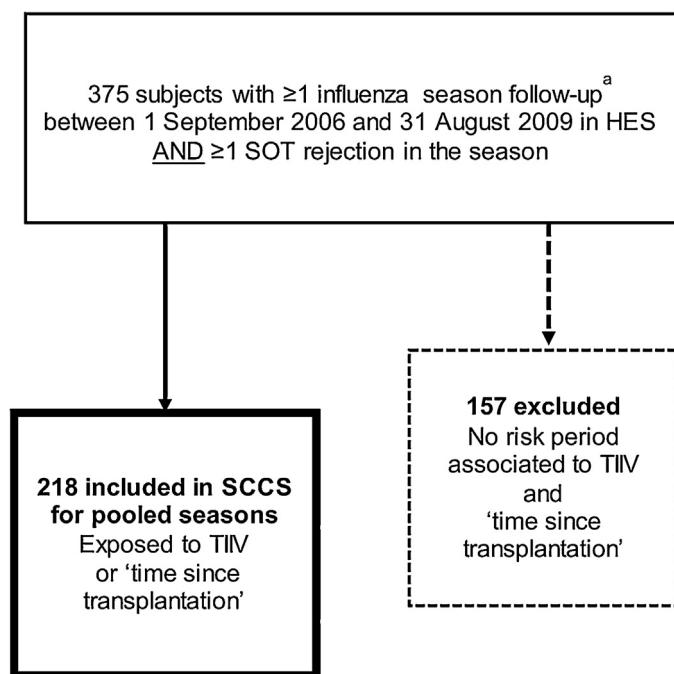 375 subjects with ≥1 influenza season follow-up a
between 1 September 2006 and 31 August 2009 in HES
AND ≥1 SOT rejection in the season
218 included in SCCS
for pooled seasons
Exposed to TIIV
or ‘time since
transplantation’
157 excluded
No risk period
associated to TIIV
and
‘time since
transplantation’